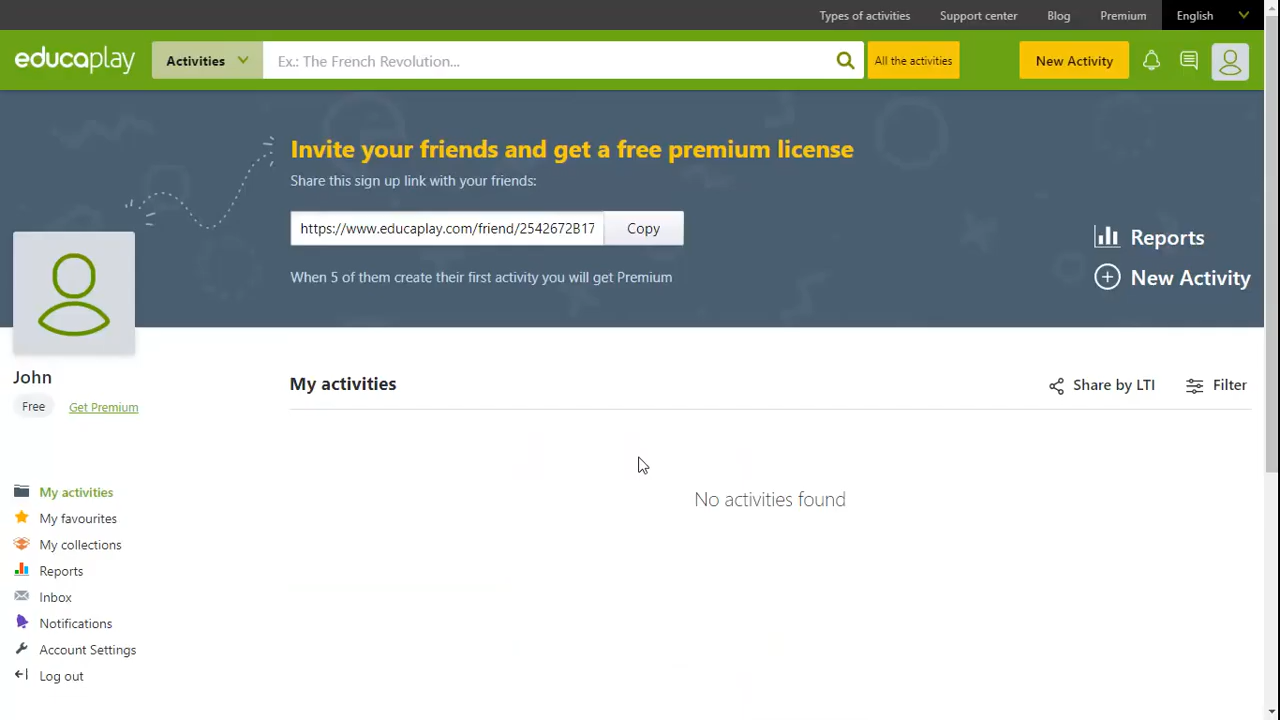 Types of activities Support center Blog Premium English
educaplay Activities Ex.: The French Revolution... All the activities New Activity
Invite your friends and get a free premium license
Share this sign up link with your friends:
https://www.educaplay.com/friend/2542672B17 Copy
When 5 of them create their first activity you will get Premium
Reports
New Activity
John
Free Get Premium
My activities
My favourites
My collections
Reports
Inbox
Notifications
Account Settings
Log out
My activities Share by LTI Filter
No activities found